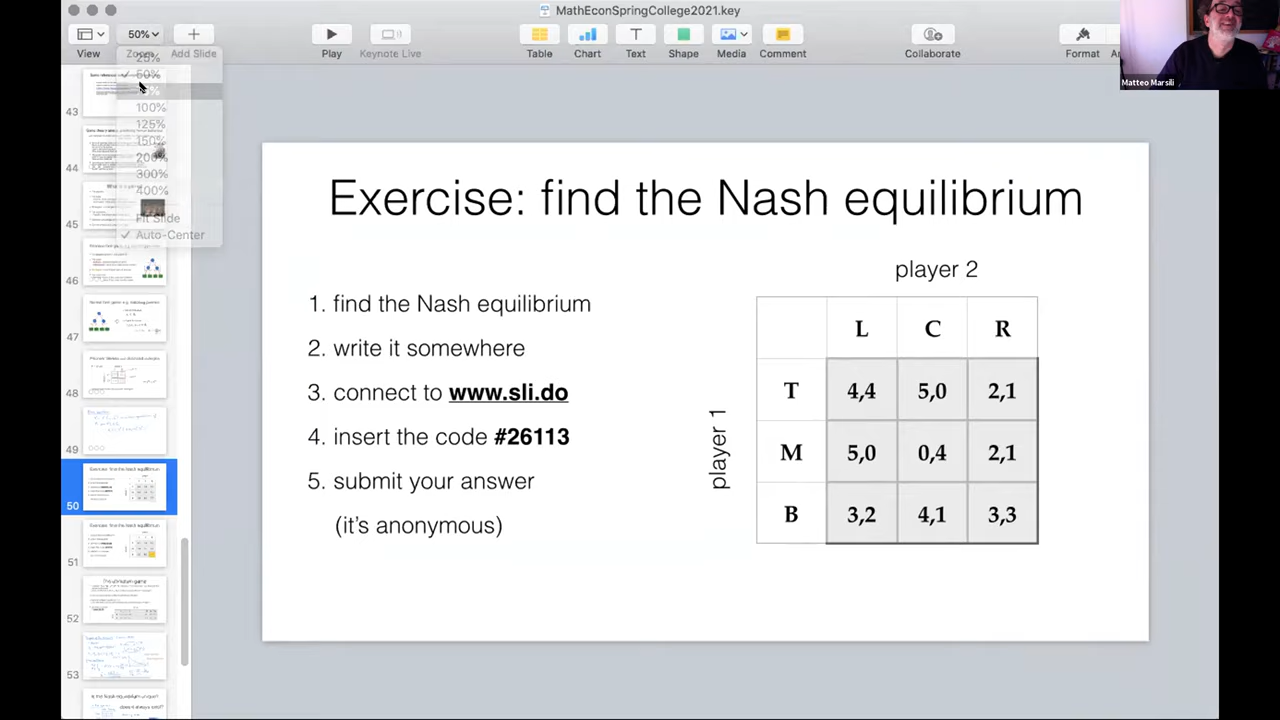 MathEconSpringCollege2021.key
50%
View
Zoom
Add Slide
Play
Keynote Live
Table
Chart
Text
Shape
Media
Comment
Collaborate
Format
Matteo Marsili
25%
50%
100%
125%
150%
200%
300%
400%
Fit Slide
Auto-Center
43
44
45
46
47
48
49
50
51
52
53
Exercise: find the Nash equilibrium
1. find the Nash equilibrium
2. write it somewhere
3. connect to www.sli.do
4. insert the code #26113
5. submit your answer
(it's anonymous)
player 2
player 1
L C R
T 4,4 5,0 2,1
M 5,0 0,4 2,1
B 3,2 4,1 3,3